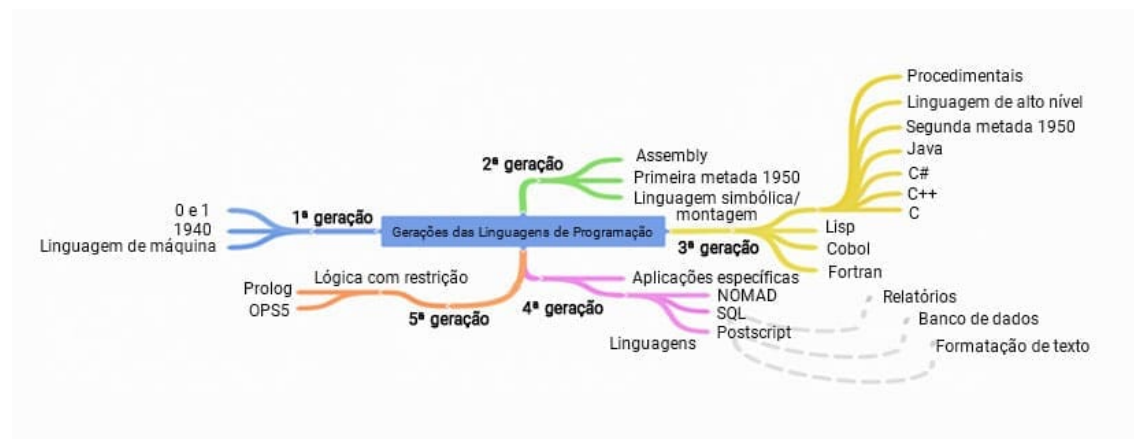 Gerações das Linguagens de Programação
1ª geração
0 e 1
1940
Linguagem de máquina
2ª geração
Assembly
Primeira metada 1950
Linguagem simbólica/
montagem
3ª geração
Procedimentais
Linguagem de alto nível
Segunda metada 1950
Java
C#
C++
C
Lisp
Cobol
Fortran
4ª geração
Aplicações específicas
NOMAD
SQL
Postscript
Linguagens
Relatórios
Banco de dados
Formatação de texto
5ª geração
Lógica com restrição
Prolog
OPS5